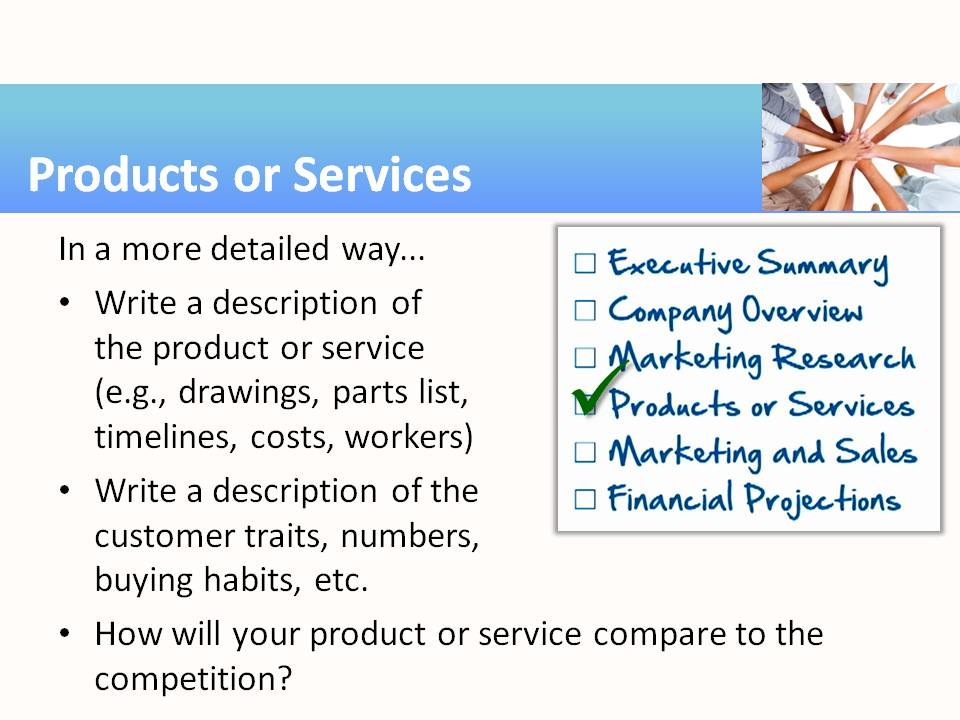 Products or Services
In a more detailed way...
• Write a description of
the product or service
(e.g., drawings, parts list,
timelines, costs, workers)
• Write a description of the
customer traits, numbers,
buying habits, etc.
• How will your product or service compare to the
competition?
Executive Summary
Company Overview
Marketing Research
Products or Services
Marketing and Sales
Financial Projections